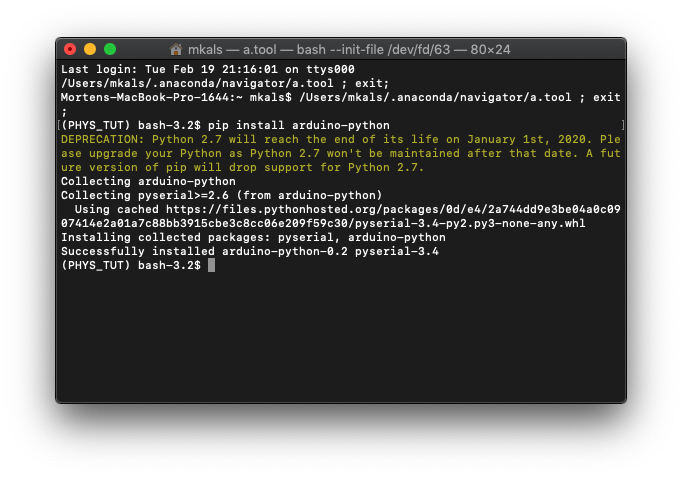 mkals — a.tool — bash --init-file /dev/fd/63 — 80×24
Last login: Tue Feb 19 21:16:01 on ttys000
/Users/mkals/.anaconda/navigator/a.tool ; exit;
Mortens-MacBook-Pro-1644:~ mkals$ /Users/mkals/.anaconda/navigator/a.tool ; exit
;
[(PHYS_TUT) bash-3.2$ pip install arduino-python ]
DEPRECATION: Python 2.7 will reach the end of its life on January 1st, 2020. Ple
ase upgrade your Python as Python 2.7 won't be maintained after that date. A fut
ure version of pip will drop support for Python 2.7.
Collecting arduino-python
Collecting pyserial>=2.6 (from arduino-python)
  Using cached https://files.pythonhosted.org/packages/0d/e4/2a744dd9e3be04a0c09
07414e2a01a7c88bb3915cbe3c8cc06e209f59c30/pyserial-3.4-py2.py3-none-any.whl
Installing collected packages: pyserial, arduino-python
Successfully installed arduino-python-0.2 pyserial-3.4
(PHYS_TUT) bash-3.2$